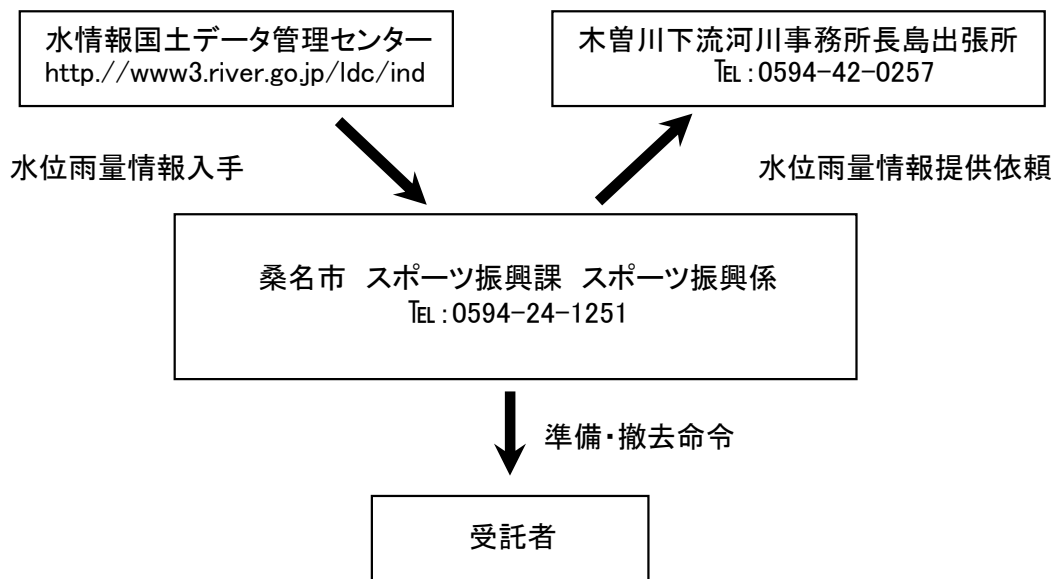 水情報国土データ管理センター
http.//www3.river.go.jp/ldc/ind
木曽川下流河川事務所長島出張所
℡:0594-42-0257
水位雨量情報入手
水位雨量情報提供依頼
桑名市　スポーツ振興課　スポーツ振興係
℡:0594-24-1251
準備・撤去命令
受託者